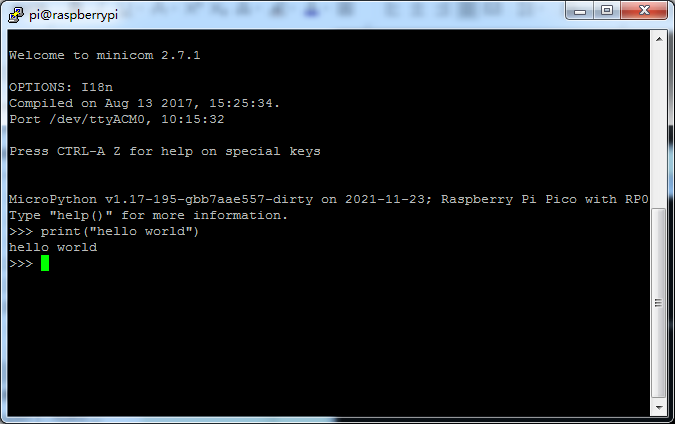 pi@raspberrypi
Welcome to minicom 2.7.1
OPTIONS: I18n
Compiled on Aug 13 2017, 15:25:34.
Port /dev/ttyACM0, 10:15:32
Press CTRL-A Z for help on special keys
MicroPython v1.17-195-gbb7aae557-dirty on 2021-11-23; Raspberry Pi Pico with RP0
Type "help()" for more information.
>>> print("hello world")
hello world
>>>